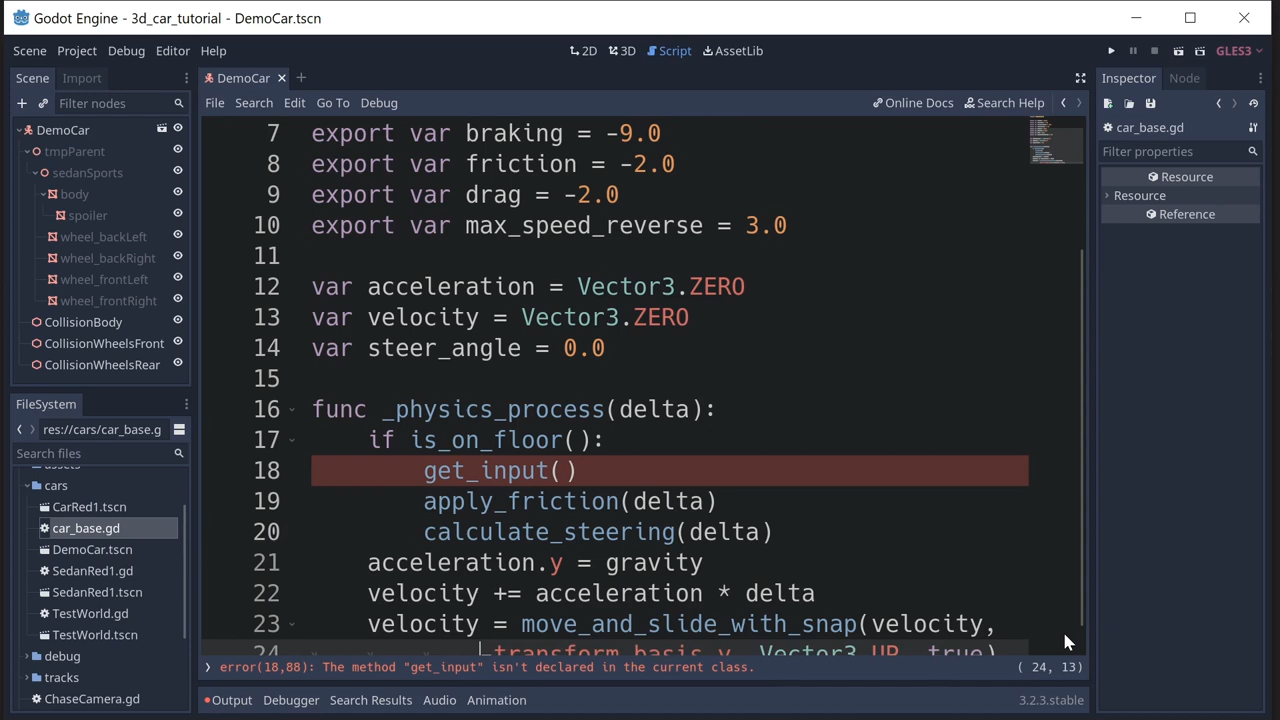 Godot Engine - 3d_car_tutorial - DemoCar.tscn
Scene Project Debug Editor Help
2D 3D Script AssetLib
GLES3
Scene Import
Filter nodes
DemoCar
tmpParent
sedanSports
body
spoiler
wheel_backLeft
wheel_backRight
wheel_frontLeft
wheel_frontRight
CollisionBody
CollisionWheelsFront
CollisionWheelsRear
FileSystem
res://cars/car_base.g
Search files
assets
cars
CarRed1.tscn
car_base.gd
DemoCar.tscn
SedanRed1.gd
SedanRed1.tscn
TestWorld.gd
TestWorld.tscn
debug
tracks
ChaseCamera.gd
DemoCar
File Search Edit Go To Debug
Online Docs Search Help
7 export var braking = -9.0
8 export var friction = -2.0
9 export var drag = -2.0
10 export var max_speed_reverse = 3.0
11
12 var acceleration = Vector3.ZERO
13 var velocity = Vector3.ZERO
14 var steer_angle = 0.0
15
16 func _physics_process(delta):
17 if is_on_floor():
18 get_input()
19 apply_friction(delta)
20 calculate_steering(delta)
21 acceleration.y = gravity
22 velocity += acceleration * delta
23 velocity = move_and_slide_with_snap(velocity,
24 -transform.basis.y, Vector3.UP, true)
error(18,88): The method "get_input" isn't declared in the current class.
( 24, 13)
Output Debugger Search Results Audio Animation
3.2.3.stable
Inspector Node
car_base.gd
Filter properties
Resource
Resource
Reference